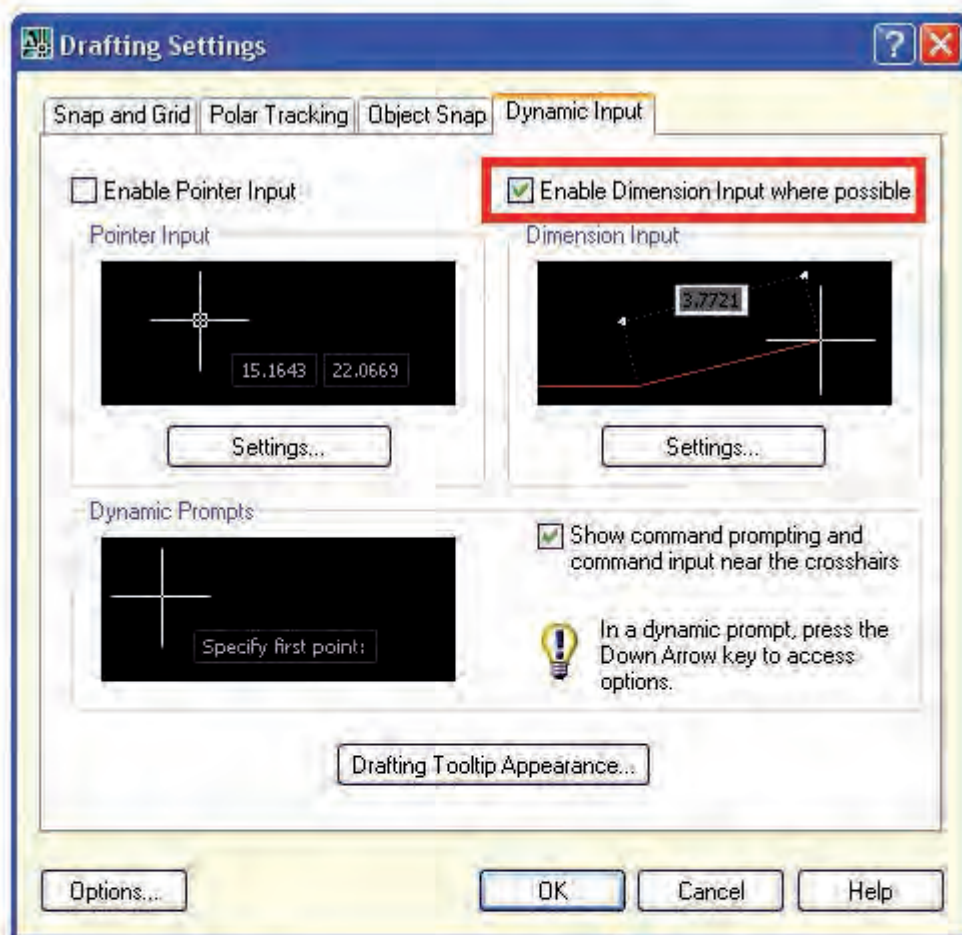 Drafting Settings
Snap and Grid
Polar Tracking
Object Snap
Dynamic Input
Enable Pointer Input
Enable Dimension Input where possible
Pointer Input
Dimension Input
15.1643 22.0669
3.7721
Settings...
Settings...
Dynamic Prompts
Specify first point:
Show command prompting and
command input near the crosshairs
In a dynamic prompt, press the
Down Arrow key to access
options.
Drafting Tooltip Appearance...
Options...
OK
Cancel
Help